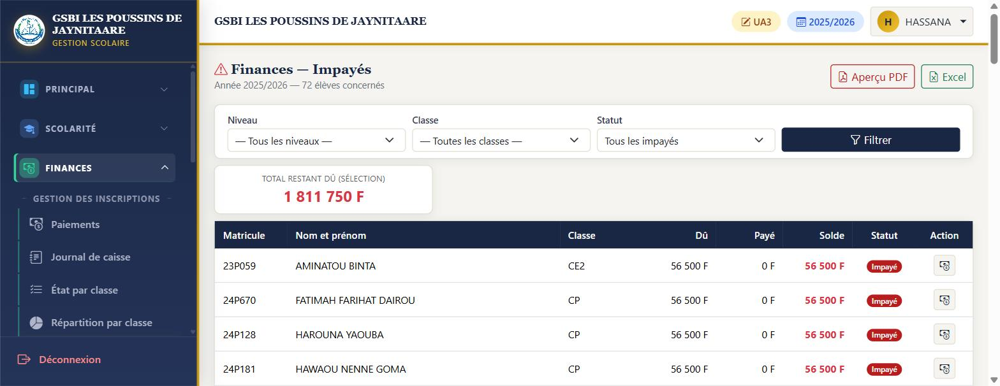 GSBI LES POUSSINS DE
JAYNITAARE
GESTION SCOLAIRE
PRINCIPAL
SCOLARITÉ
FINANCES
GESTION DES INSCRIPTIONS
Paiements
Journal de caisse
État par classe
Répartition par classe
Déconnexion
GSBI LES POUSSINS DE JAYNITAARE
UA3
2025/2026
H HASSANA
Finances — Impayés
Année 2025/2026 — 72 élèves concernés
Aperçu PDF
Excel
Niveau Classe Statut
— Tous les niveaux — — Toutes les classes — Tous les impayés Filtrer
TOTAL RESTANT DÛ (SÉLECTION)
1 811 750 F
Matricule Nom et prénom Classe Dû Payé Solde Statut Action
23P059 AMINATOU BINTA CE2 56 500 F 0 F 56 500 F Impayé
24P670 FATIMAH FARIHAT DAIROU CP 56 500 F 0 F 56 500 F Impayé
24P128 HAROUNA YAOUBA CP 56 500 F 0 F 56 500 F Impayé
24P181 HAWAOU NENNE GOMA CP 56 500 F 0 F 56 500 F Impayé